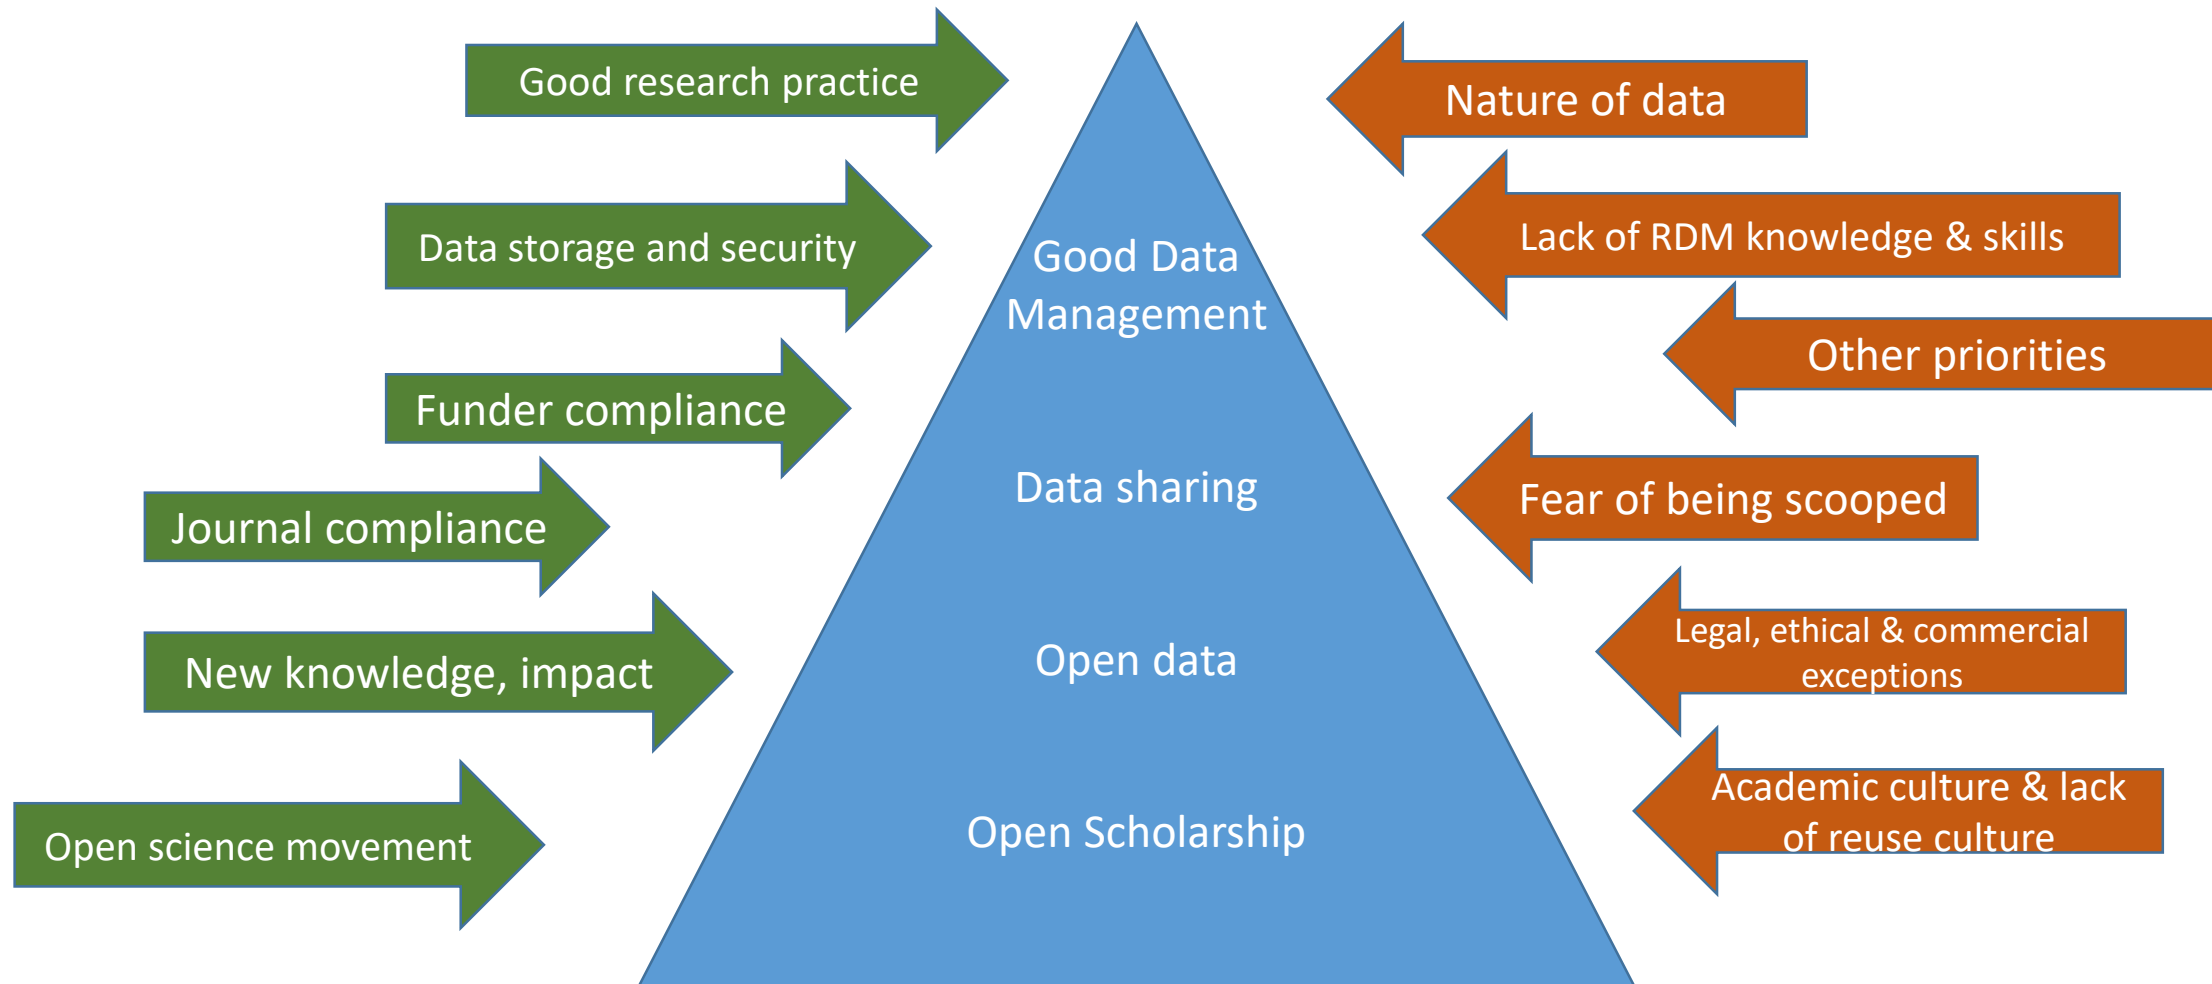 Good research practice
Data storage and security
Funder compliance
Journal compliance
New knowledge, impact
Open science movement
Good Data
Management
Data sharing
Open data
Open Scholarship
Nature of data
Lack of RDM knowledge & skills
Other priorities
Fear of being scooped
Legal, ethical & commercial
exceptions
Academic culture & lack
of reuse culture